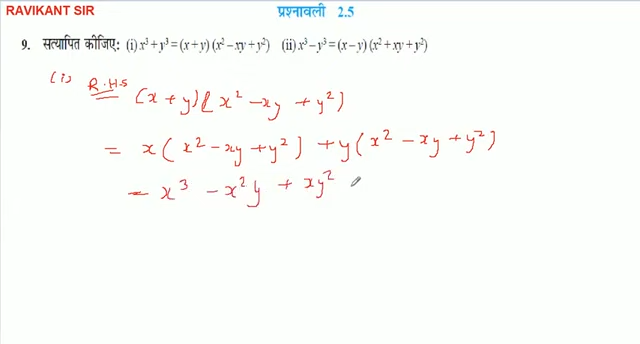 RAVIKANT SIR
प्रश्नावली 2.5
9. सत्यापित कीजिए: (i) x³ + y³ = (x + y) (x² – xy + y²) (ii) x³ – y³ = (x – y) (x² + xy + y²)
(i) R.H.S (x + y) ( x² – xy + y²)
= x ( x² – xy + y² ) + y ( x² – xy + y² )
= x³ – x²y + xy²